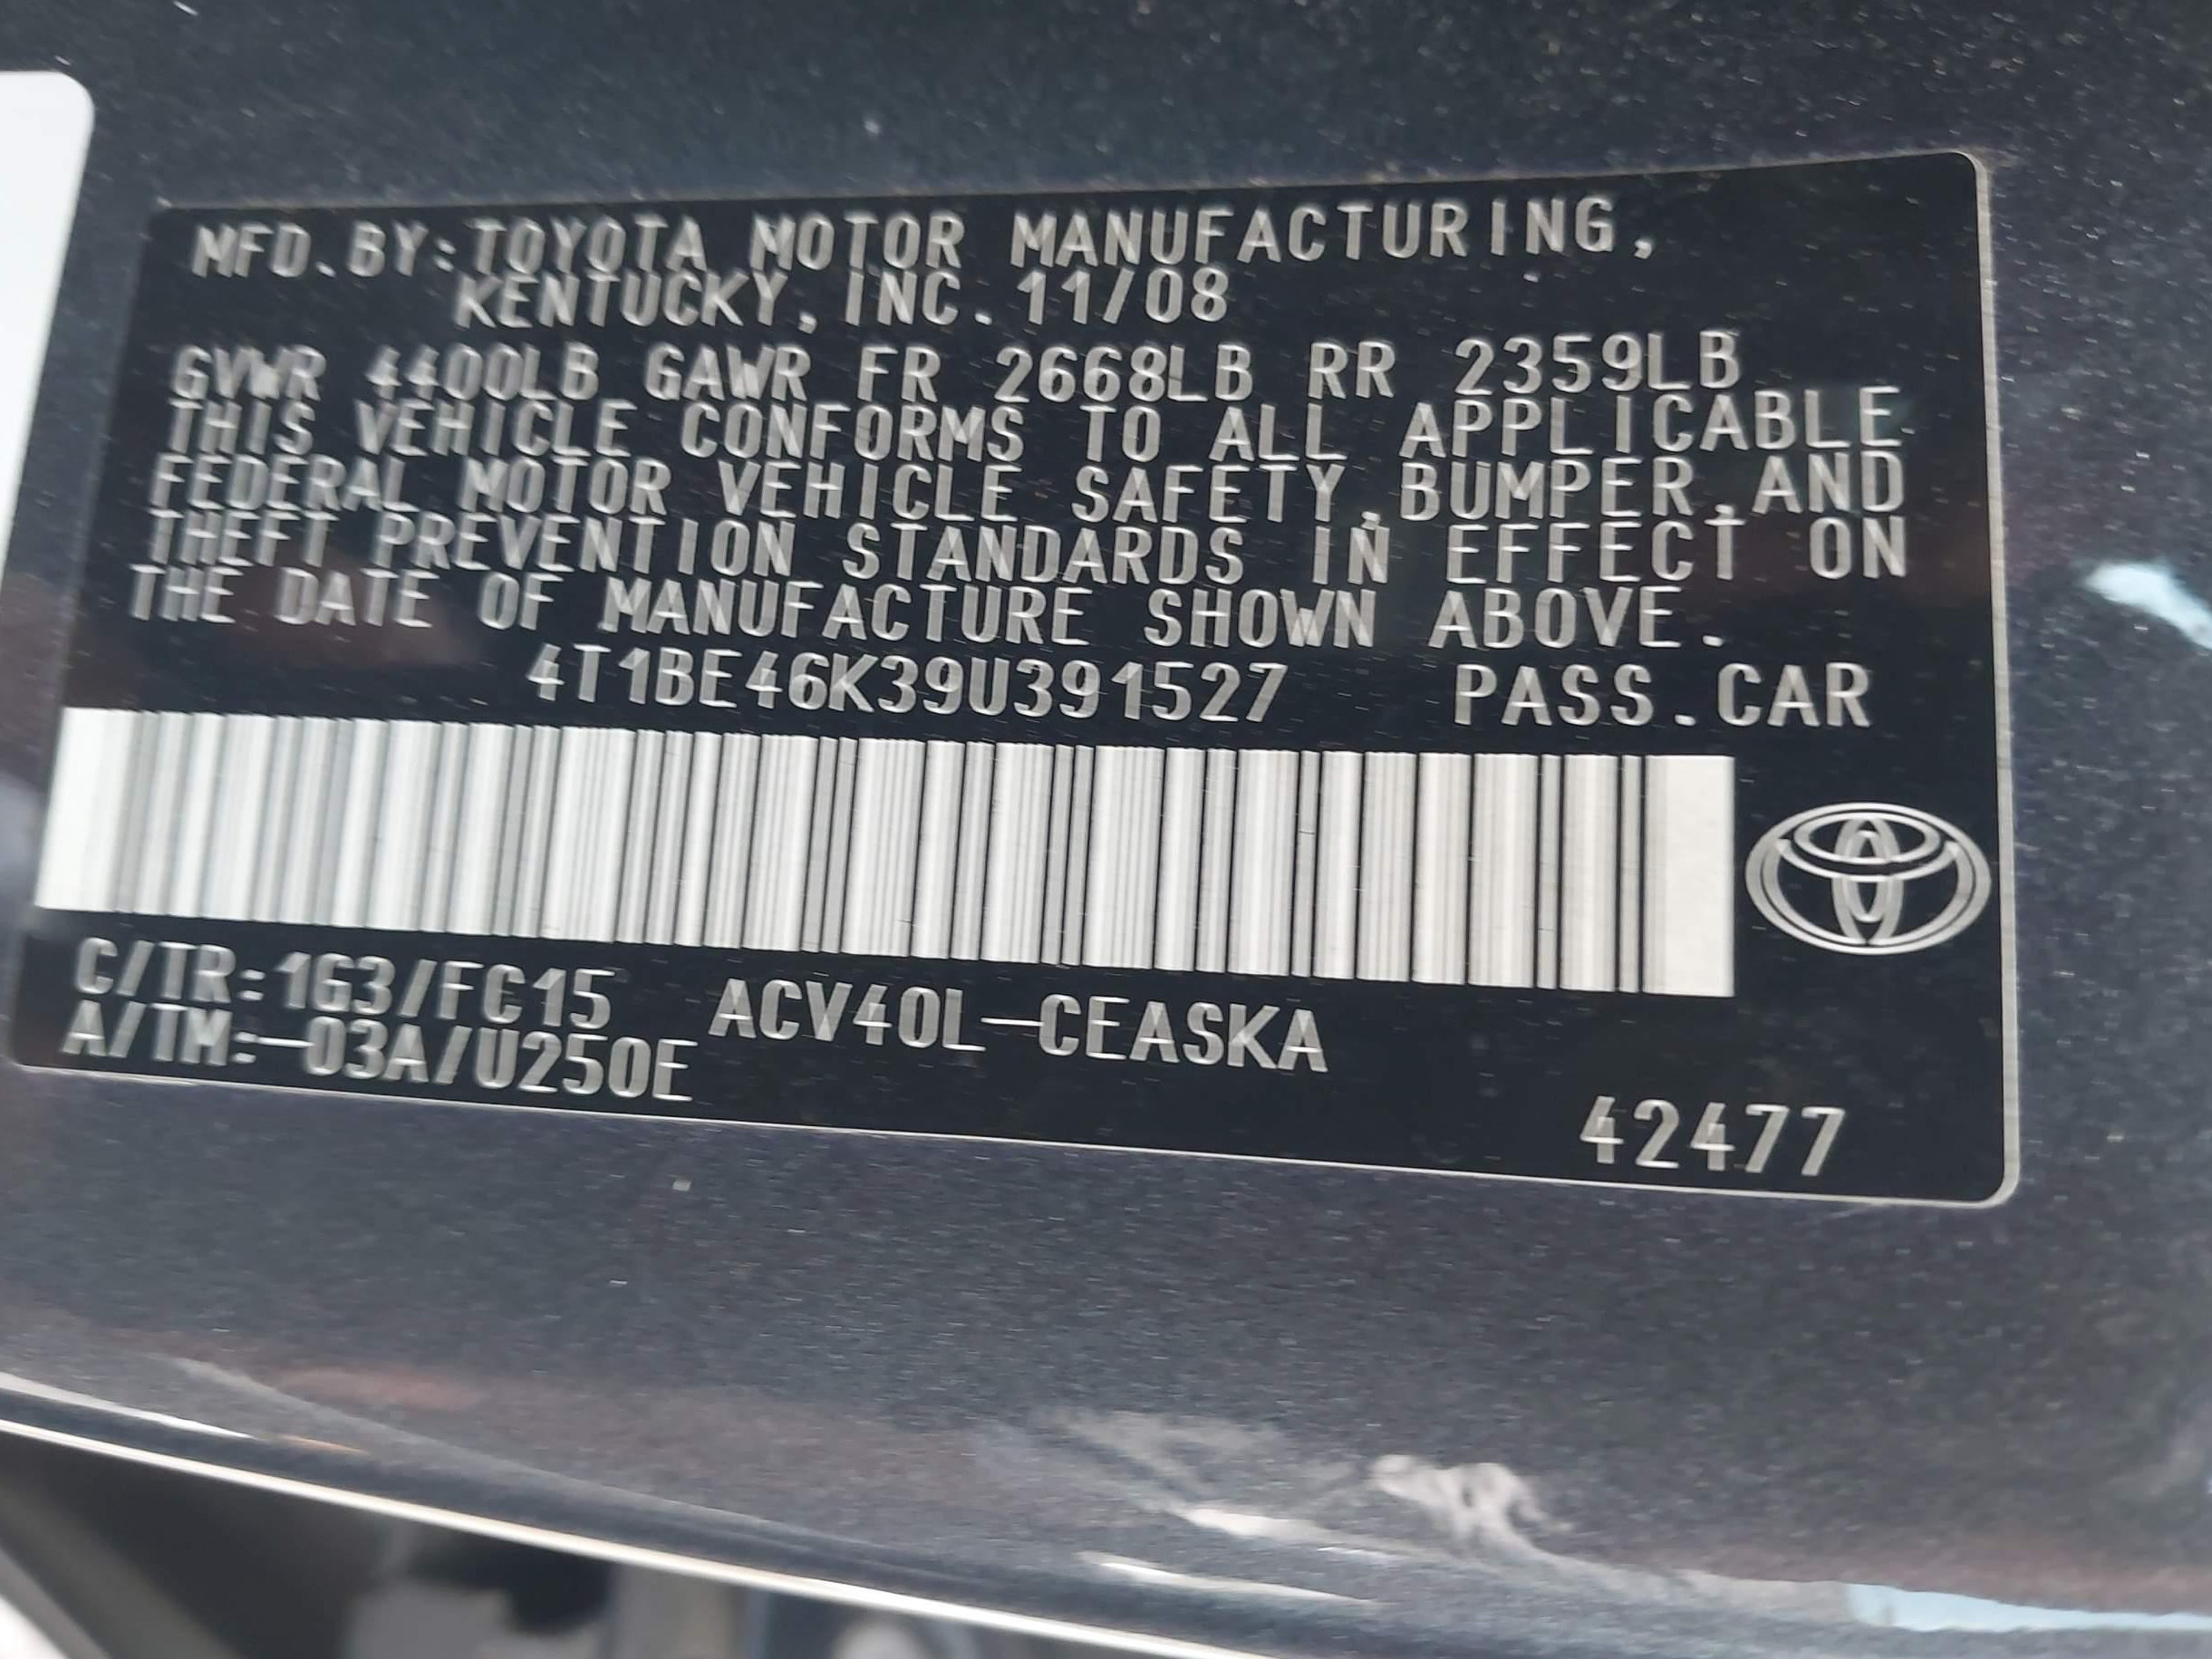 MFD.BY:TOYOTA MOTOR MANUFACTURING,
KENTUCKY, INC. 11/08
GVWR 4400LB GAWR FR 2668LB RR 2359LB
THIS VEHICLE CONFORMS TO ALL APPLICABLE
FEDERAL MOTOR VEHICLE SAFETY,BUMPER,AND
THEFT PREVENTION STANDARDS IN EFFECT ON
THE DATE OF MANUFACTURE SHOWN ABOVE.
4T1BE46K39U391527 PASS.CAR
C/TR:1G3/FC15 ACV40L-CEASKA
A/TM:-03A/U250E
42477